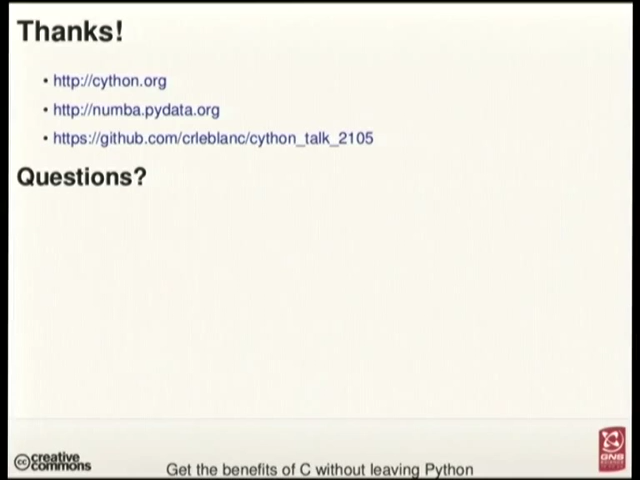 Thanks!
• http://cython.org
• http://numba.pydata.org
• https://github.com/crleblanc/cython_talk_2105
Questions?
creative commons
GNS
Get the benefits of C without leaving Python